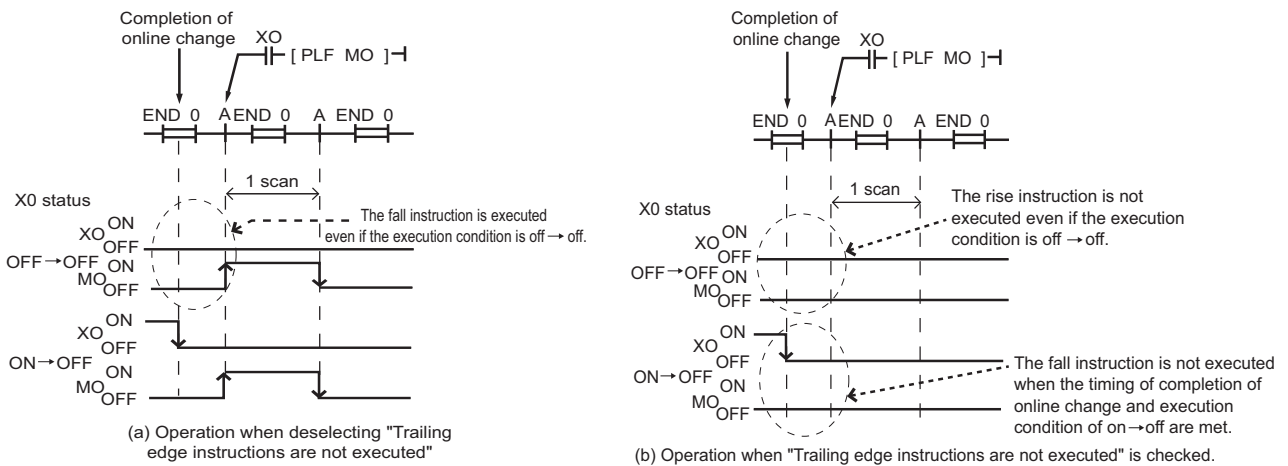 Completion of
online change
XO
[ PLF MO ]
END 0 A END 0 A END 0
1 scan
X0 status
The fall instruction is executed
even if the execution condition is off→off.
XO ON
OFF
OFF→OFF
MO ON
OFF
XO ON
OFF
ON→OFF
MO ON
OFF
(a) Operation when deselecting "Trailing
edge instructions are not executed"
Completion of
online change
XO
[ PLF MO ]
END 0 A END 0 A END 0
1 scan
X0 status
The rise instruction is not
executed even if the execution
condition is off→off.
XO ON
OFF
OFF→OFF
MO ON
OFF
XO ON
OFF
ON→OFF
MO ON
OFF
The fall instruction is not executed
when the timing of completion of
online change and execution
condition of on→off are met.
(b) Operation when "Trailing edge instructions are not executed" is checked.